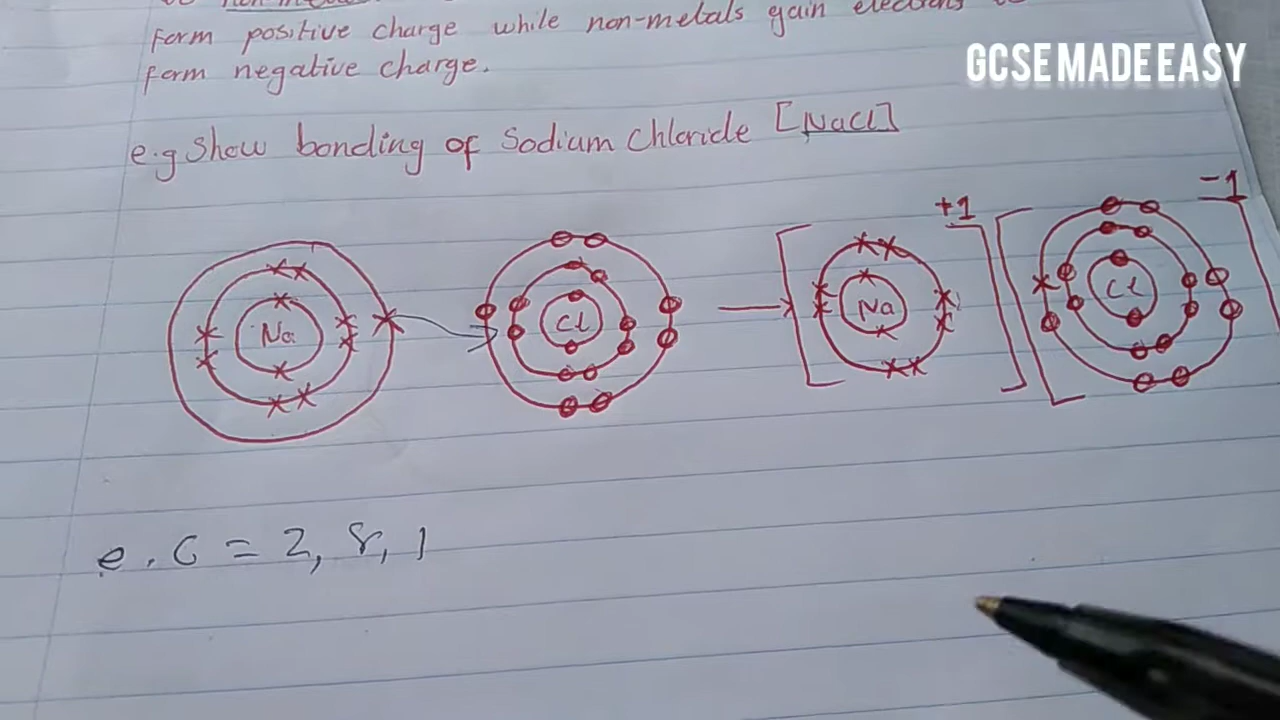 form positive charge while non-metals gain electrons to
form negative charge.
GCSE MADE EASY
e.g Show bonding of Sodium Chloride [NaCl]
+1
-1
Na
Cl
Na
Cl
e.c = 2, 8, 1